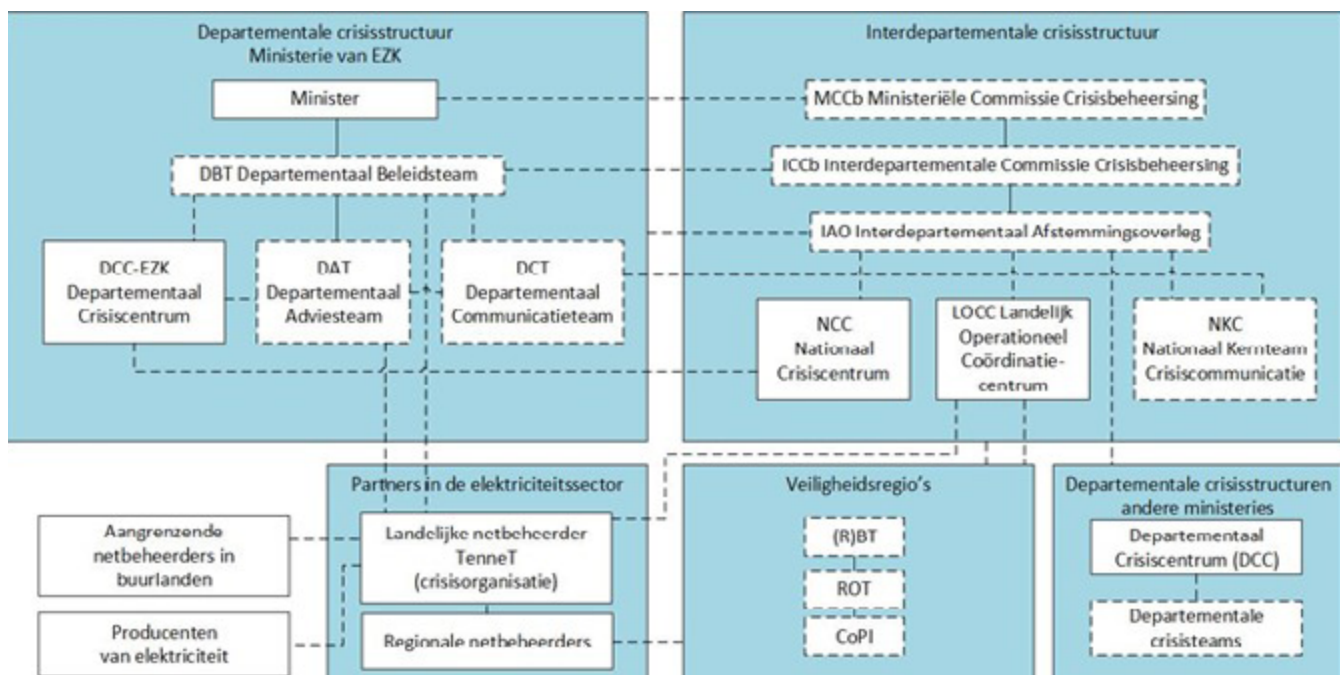 Departementale crisisstructuur
Ministerie van EZK
Minister
DBT Departementaal Beleidsteam
DCC-EZK
Departementaal
Crisiscentrum
DAT
Departementaal
Adviesteam
DCT
Departementaal
Communicatieteam
Interdepartementale crisisstructuur
MCCb Ministeriële Commissie Crisisbeheersing
ICCb Interdepartementale Commissie Crisisbeheersing
IAO Interdepartementaal Afstemmingsoverleg
NCC
Nationaal
Crisiscentrum
LOCC Landelijk
Operationeel
Coördinatie-
centrum
NKC
Nationaal Kernteam
Crisiscommunicatie
Aangrenzende
netbeheerders in
buurlanden
Producenten
van elektriciteit
Partners in de elektriciteitssector
Landelijke netbeheerder
TenneT
(crisisorganisatie)
Regionale netbeheerders
Veiligheidsregio's
(R)BT
ROT
CoPI
Departementale crisisstructuren
andere ministeries
Departementaal
Crisiscentrum (DCC)
Departementale
crisisteams